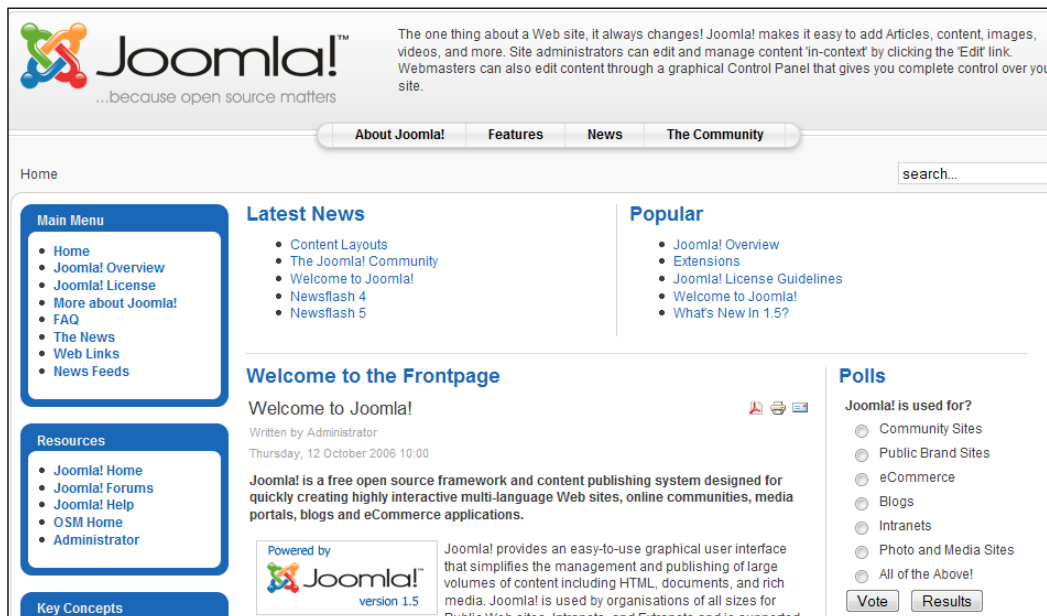 Joomla!™
...because open source matters
The one thing about a Web site, it always changes! Joomla! makes it easy to add Articles, content, images,
videos, and more. Site administrators can edit and manage content 'in-context' by clicking the 'Edit' link.
Webmasters can also edit content through a graphical Control Panel that gives you complete control over you
site.
About Joomla!
Features
News
The Community
Home
search...
Main Menu
Home
Joomla! Overview
Joomla! License
More about Joomla!
FAQ
The News
Web Links
News Feeds
Resources
Joomla! Home
Joomla! Forums
Joomla! Help
OSM Home
Administrator
Key Concepts
Latest News
Content Layouts
The Joomla! Community
Welcome to Joomla!
Newsflash 4
Newsflash 5
Popular
Joomla! Overview
Extensions
Joomla! License Guidelines
Welcome to Joomla!
What's New In 1.5?
Welcome to the Frontpage
Welcome to Joomla!
Written by Administrator
Thursday, 12 October 2006 10:00
Joomla! is a free open source framework and content publishing system designed for
quickly creating highly interactive multi-language Web sites, online communities, media
portals, blogs and eCommerce applications.
Powered by
Joomla!™
version 1.5
Joomla! provides an easy-to-use graphical user interface
that simplifies the management and publishing of large
volumes of content including HTML, documents, and rich
media. Joomla! is used by organisations of all sizes for
Public Web sites, Intranets, and Extranets and is supported
Polls
Joomla! is used for?
Community Sites
Public Brand Sites
eCommerce
Blogs
Intranets
Photo and Media Sites
All of the Above!
Vote
Results